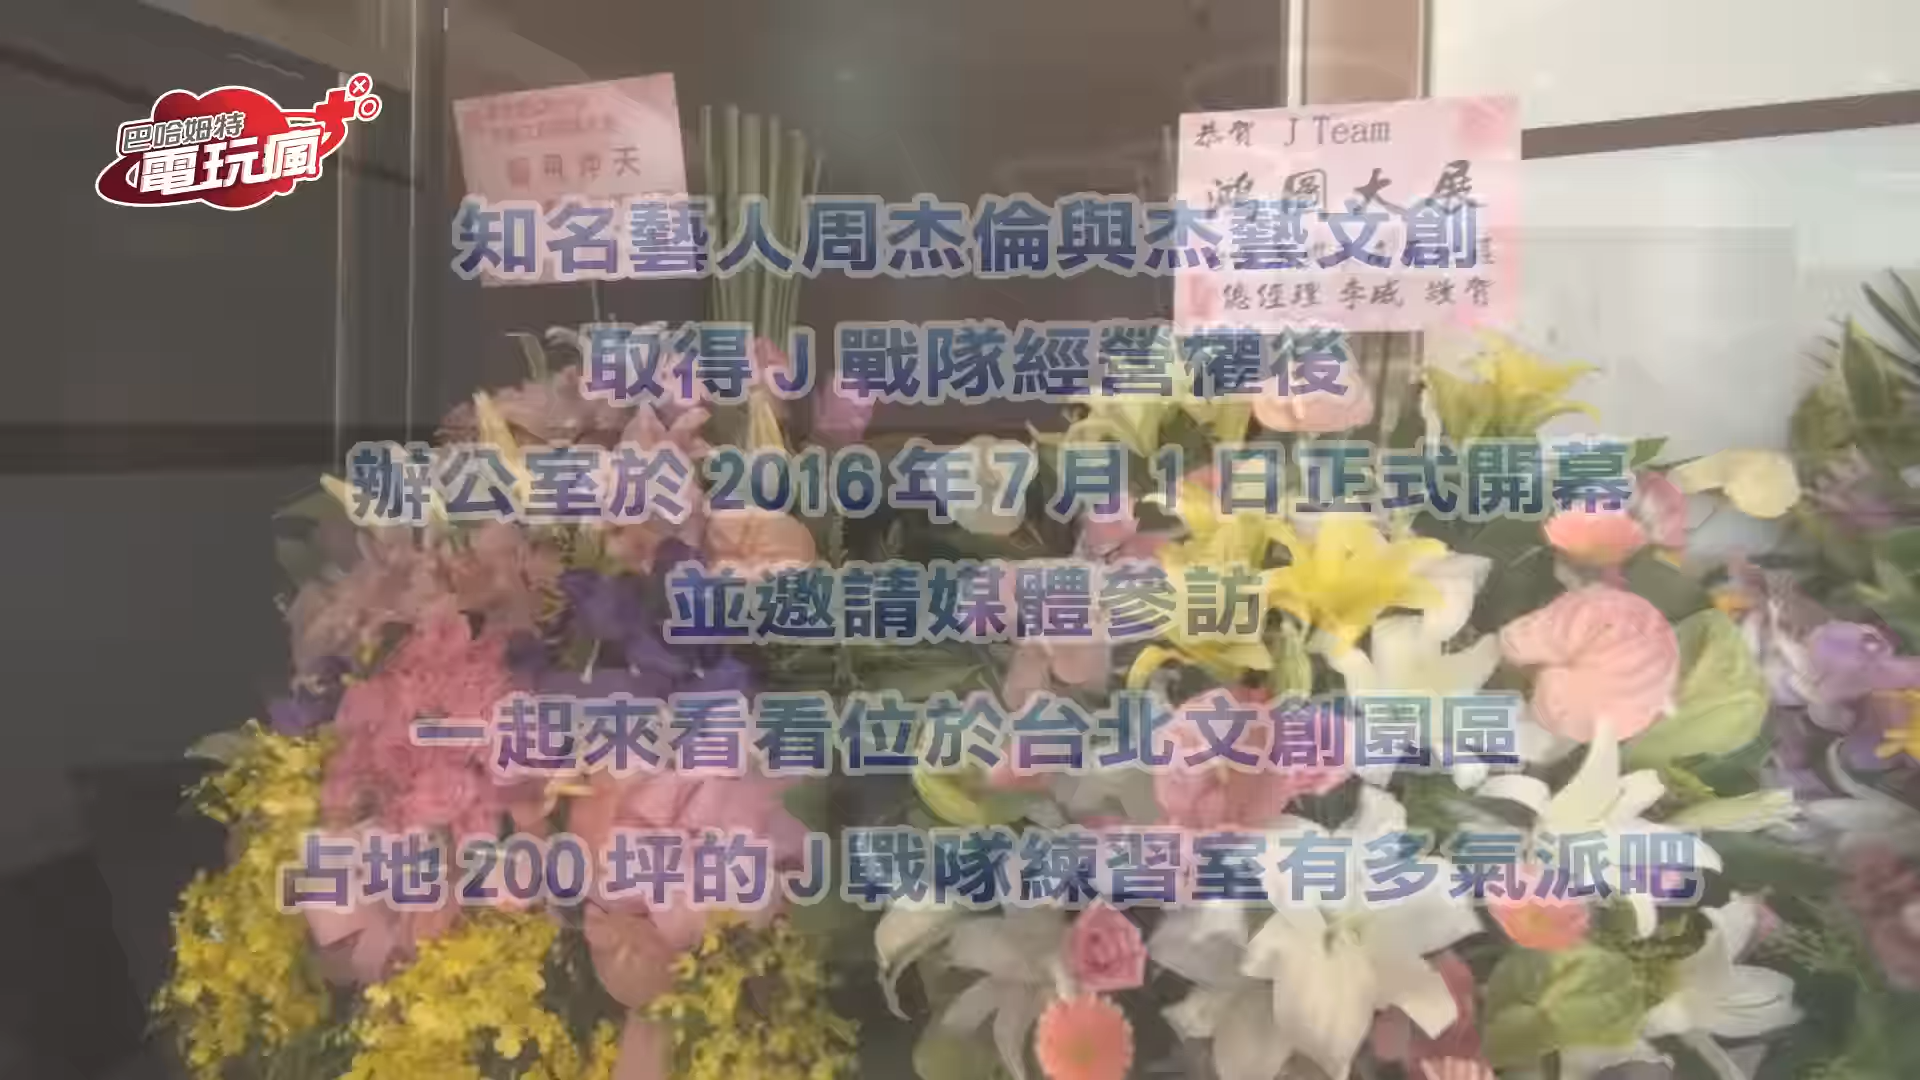 巴哈姆特
電玩瘋
沖天
恭賀 J Team
鴻圖大展
總經理 李威 敬賀
知名藝人周杰倫與杰藝文創
取得 J 戰隊經營權後
辦公室於 2016 年 7 月 1 日正式開幕
並邀請媒體參訪
一起來看看位於台北文創園區
占地 200 坪的 J 戰隊練習室有多氣派吧